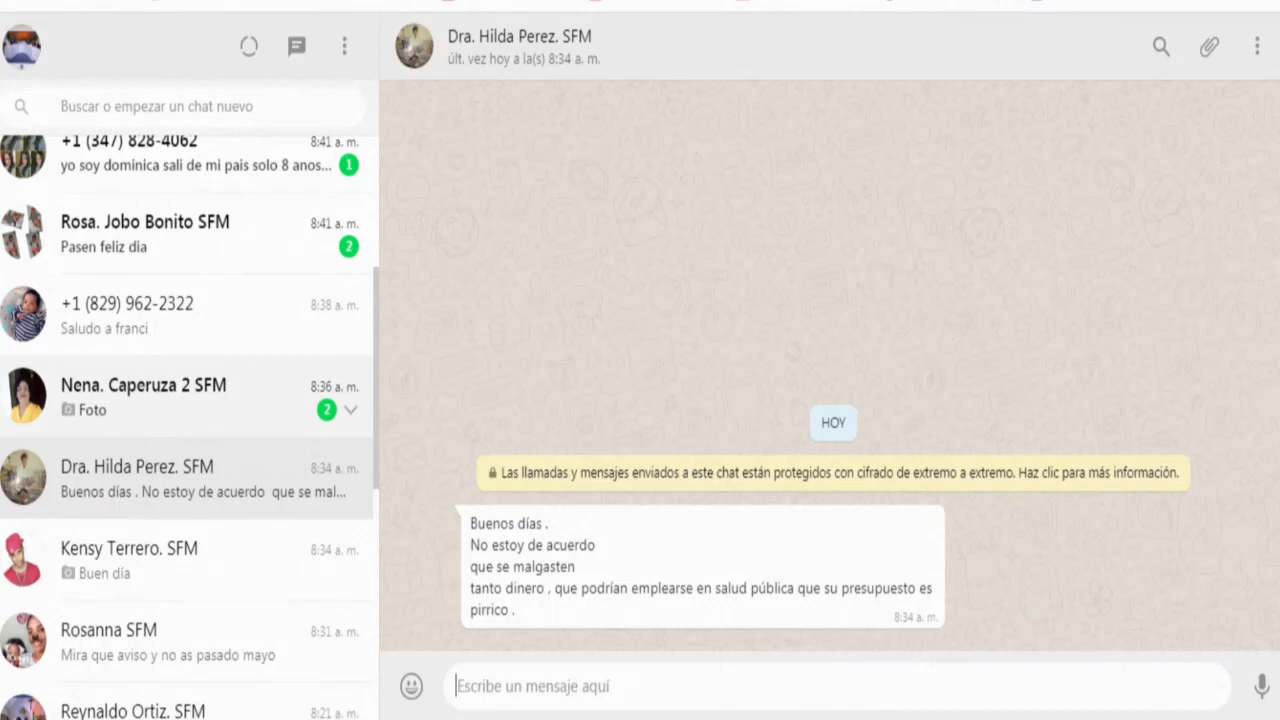 Buscar o empezar un chat nuevo
+1 (347) 828-4062
8:41 a. m.
yo soy dominica sali de mi pais solo 8 anos...
1
Rosa. Jobo Bonito SFM
8:41 a. m.
Pasen feliz dia
2
+1 (829) 962-2322
8:38 a. m.
Saludo a franci
Nena. Caperuza 2 SFM
8:36 a. m.
Foto
2
Dra. Hilda Perez. SFM
8:34 a. m.
Buenos días . No estoy de acuerdo que se mal...
Kensy Terrero. SFM
8:34 a. m.
Buen día
Rosanna SFM
8:31 a. m.
Mira que aviso y no as pasado mayo
Reynaldo Ortiz. SFM
8:21 a. m.
Dra. Hilda Perez. SFM
últ. vez hoy a la(s) 8:34 a. m.
HOY
Las llamadas y mensajes enviados a este chat están protegidos con cifrado de extremo a extremo. Haz clic para más información.
Buenos días .
No estoy de acuerdo
que se malgasten
tanto dinero , que podrían emplearse en salud pública que su presupuesto es
pirrico .
8:34 a. m.
Escribe un mensaje aquí